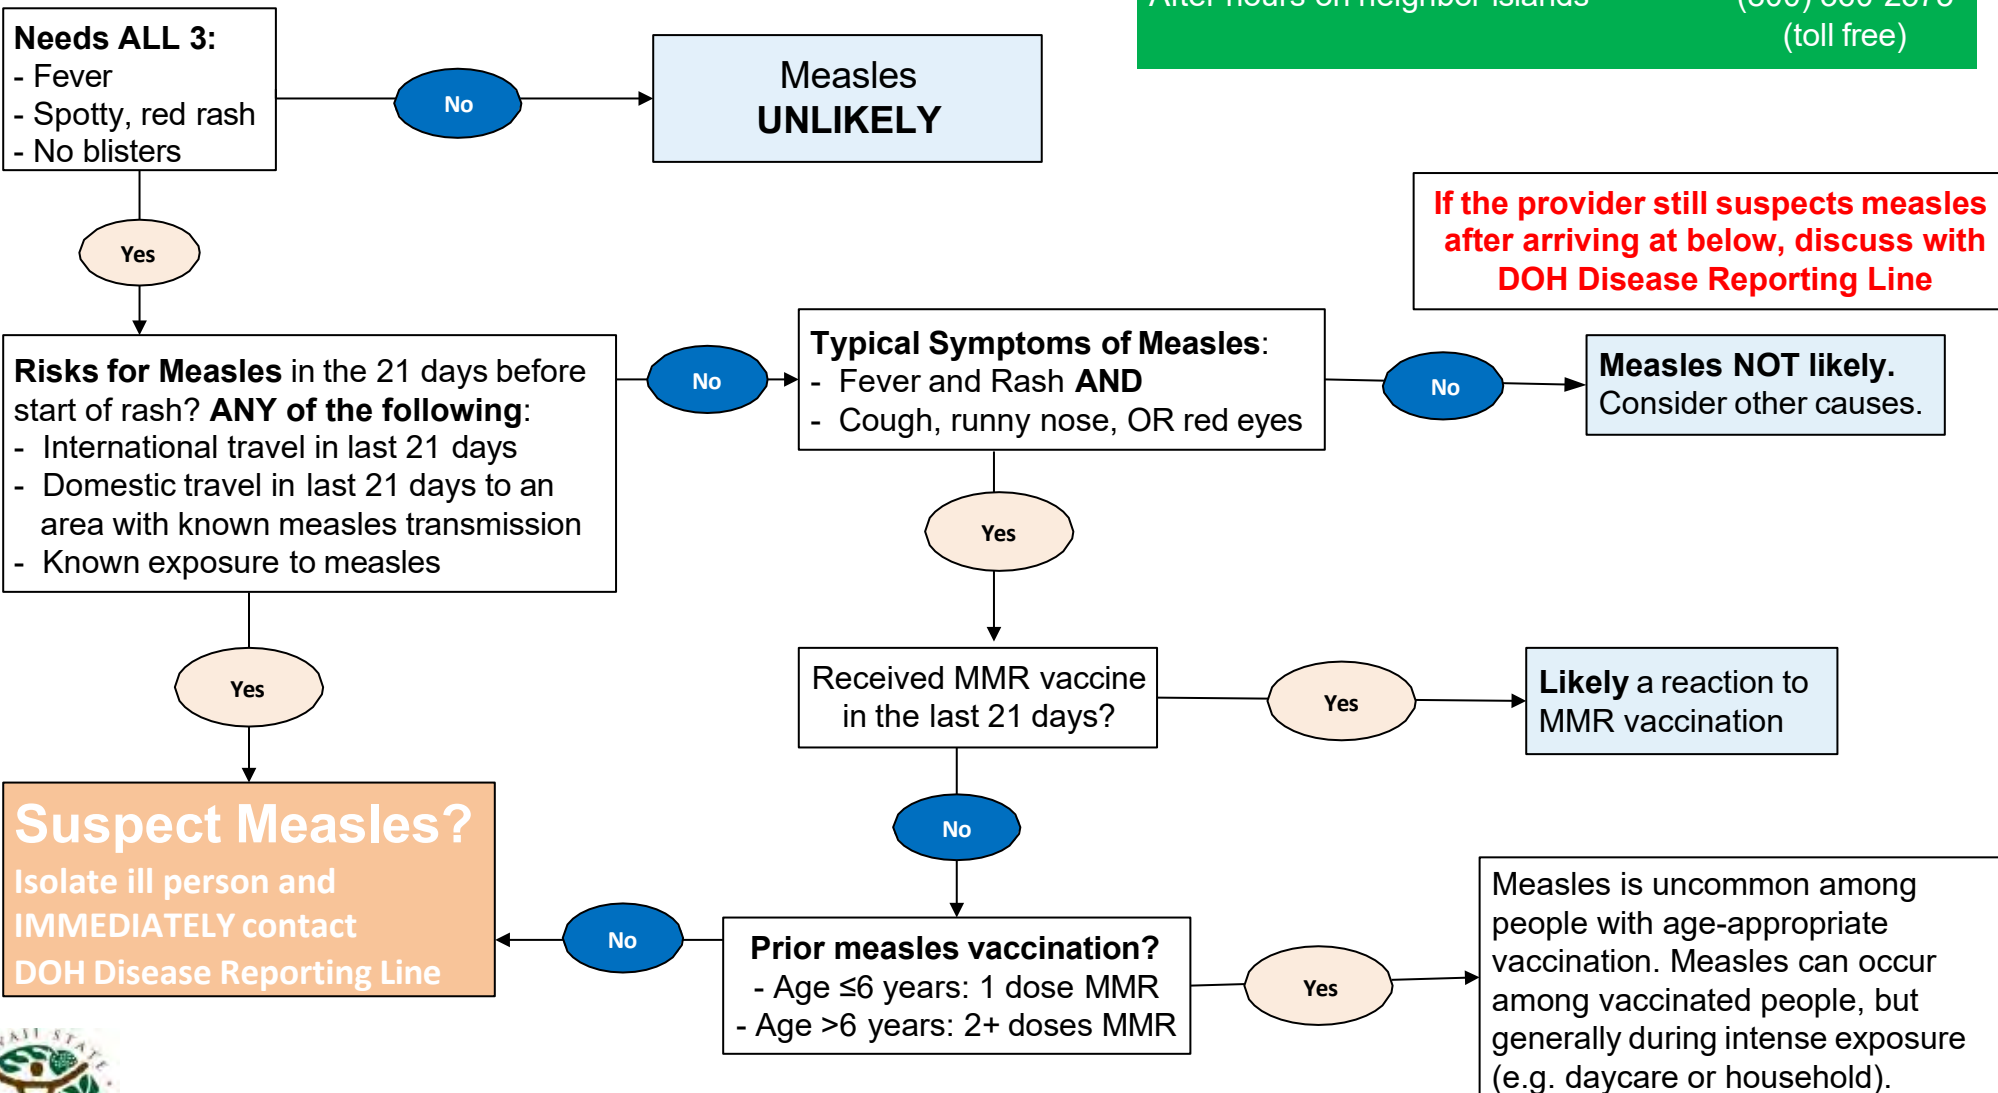 (toll free)
Needs ALL 3:
- Fever
- Spotty, red rash
- No blisters
No
Measles
UNLIKELY
If the provider still suspects measles
after arriving at below, discuss with
DOH Disease Reporting Line
Yes
Risks for Measles in the 21 days before
start of rash? ANY of the following:
- International travel in last 21 days
- Domestic travel in last 21 days to an
area with known measles transmission
- Known exposure to measles
No
Typical Symptoms of Measles:
- Fever and Rash AND
- Cough, runny nose, OR red eyes
No
Measles NOT likely.
Consider other causes.
Yes
Yes
Received MMR vaccine
in the last 21 days?
Yes
Likely a reaction to
MMR vaccination
Suspect Measles?
Isolate ill person and
IMMEDIATELY contact
DOH Disease Reporting Line
No
No
Prior measles vaccination?
- Age ≤6 years: 1 dose MMR
- Age >6 years: 2+ doses MMR
Yes
Measles is uncommon among
people with age-appropriate
vaccination. Measles can occur
among vaccinated people, but
generally during intense exposure
(e.g. daycare or household).
STATE